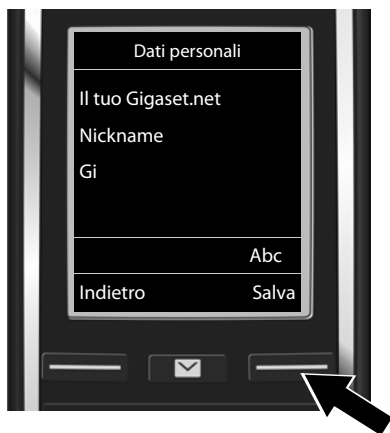 Dati personali
Il tuo Gigaset.net
Nickname
Gi
Abc
Indietro Salva